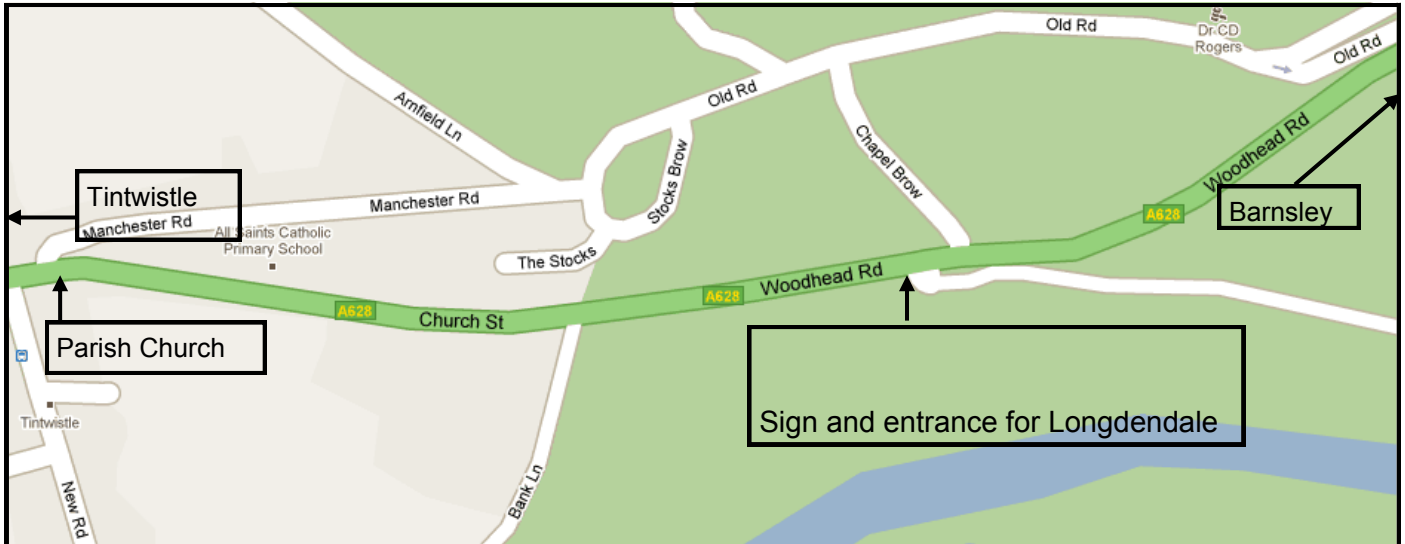 Old Rd
Dr CD
Rogers
Old Rd
Arnfield Ln
Old Rd
Woodhead Rd
Chapel Brow
Stocks Brow
Tintwistle
Manchester Rd
Manchester Rd
All Saints Catholic
Primary School
A628
Barnsley
The Stocks
Woodhead Rd
A628
A628
Church St
Parish Church
Sign and entrance for Longdendale
Tintwistle
New Rd
Bank Ln